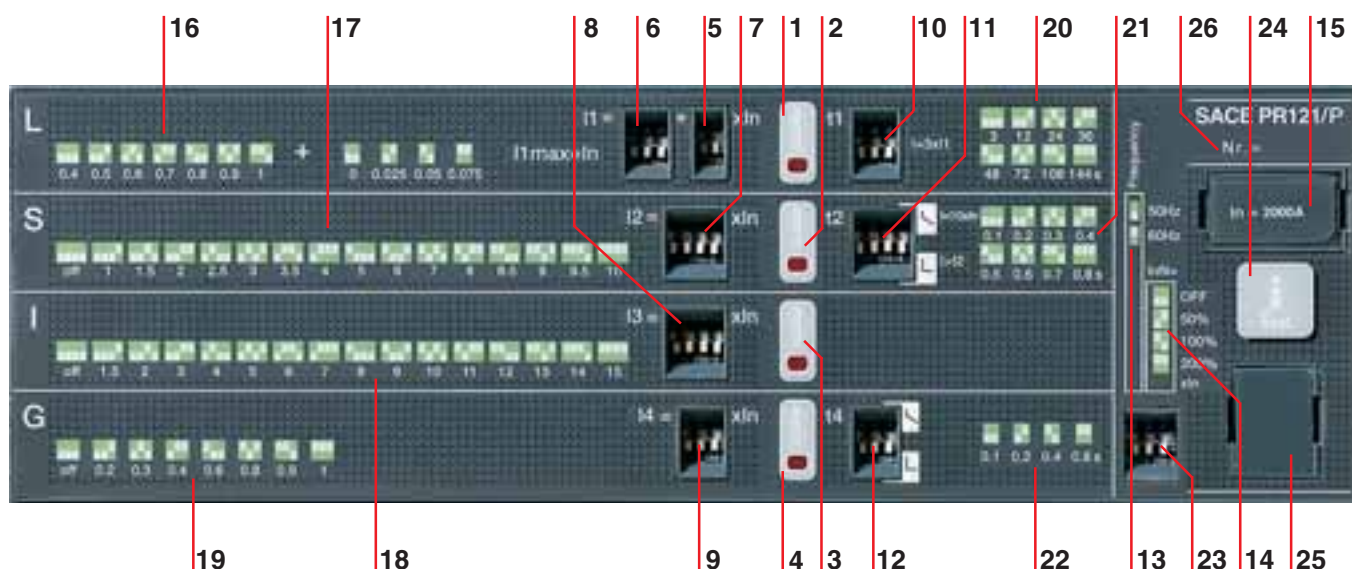 16 17 8 6 5 7 1 2 10 11 20 21 26 24 15
L I1 = + xIn t1 SACE PR121/P
3 12 24 36
I=3xI1 Nr. =
0.4 0.5 0.6 0.7 0.8 0.9 1 + 0 0.025 0.05 0.075 I1max=In
48 72 108 144 s
Frequency
S I2= xIn t2 In = 2000A
50Hz
0.1 0.2 0.3 0.4
60Hz
off 1 1.5 2 2.5 3 3.5 4 5 6 7 8 8.5 9 9.5 10
0.5 0.6 0.7 0.8 s
InN=
I I3 = xIn OFF
50%
Test
100%
off 1.5 2 3 4 5 6 7 8 9 10 11 12 13 14 15
200%
xIn
G I4 = xIn t4
off 0.2 0.3 0.4 0.6 0.8 0.9 1
0.1 0.2 0.4 0.8 s
19 18 9 4 3 12 22 13 23 14 25